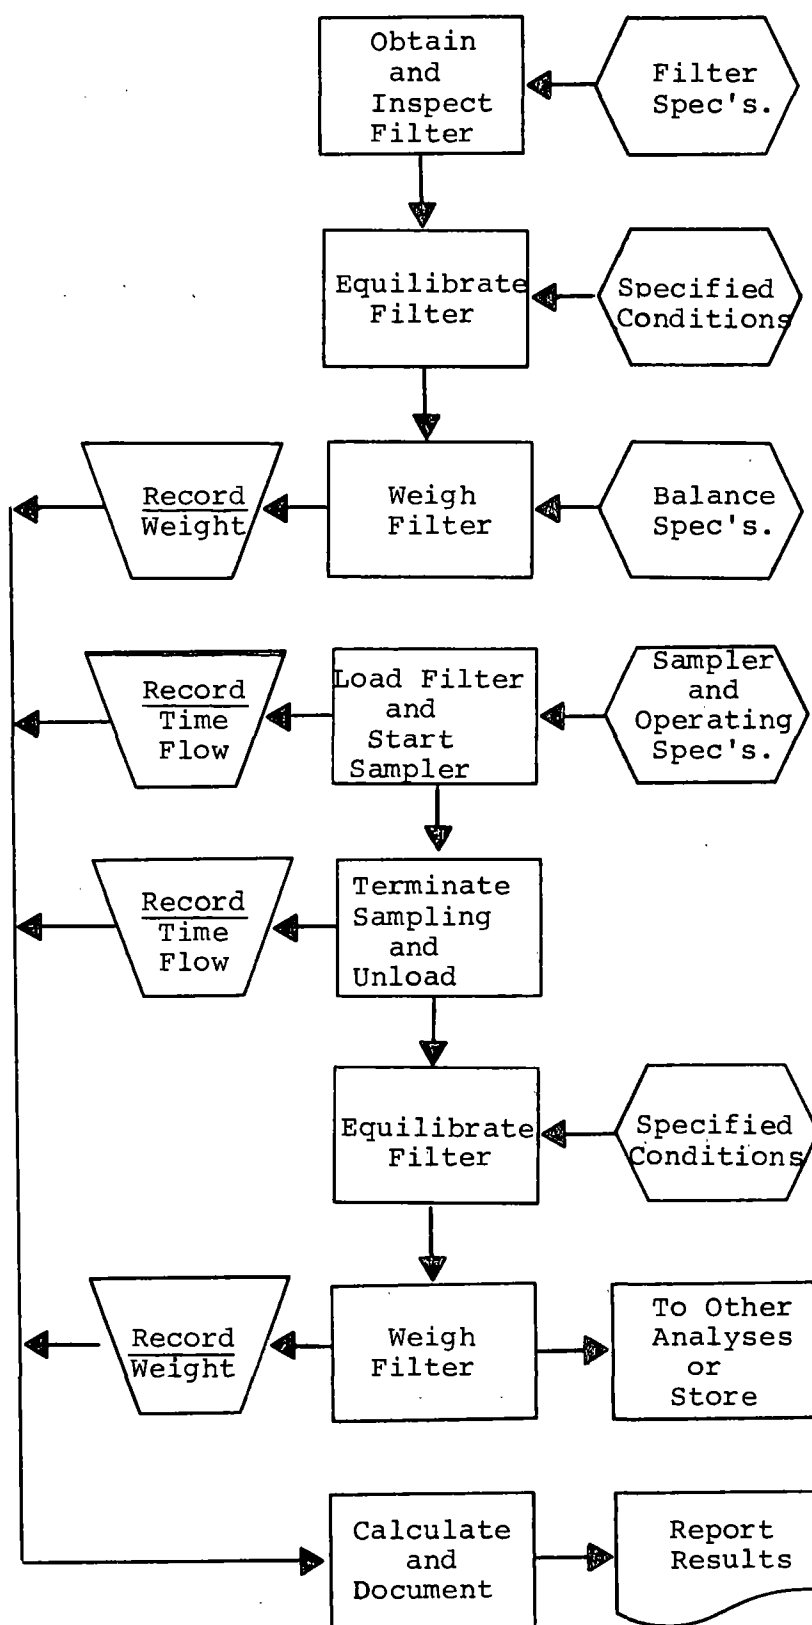 Obtain
and
Inspect
Filter
Filter
Spec's.
Equilibrate
Filter
Specified
Conditions
Record
Weight
Weigh
Filter
Balance
Spec's.
Record
Time
Flow
Load Filter
and
Start
Sampler
Sampler
and
Operating
Spec's.
Record
Time
Flow
Terminate
Sampling
and
Unload
Equilibrate
Filter
Specified
Conditions
Record
Weight
Weigh
Filter
To Other
Analyses
or
Store
Calculate
and
Document
Report
Results